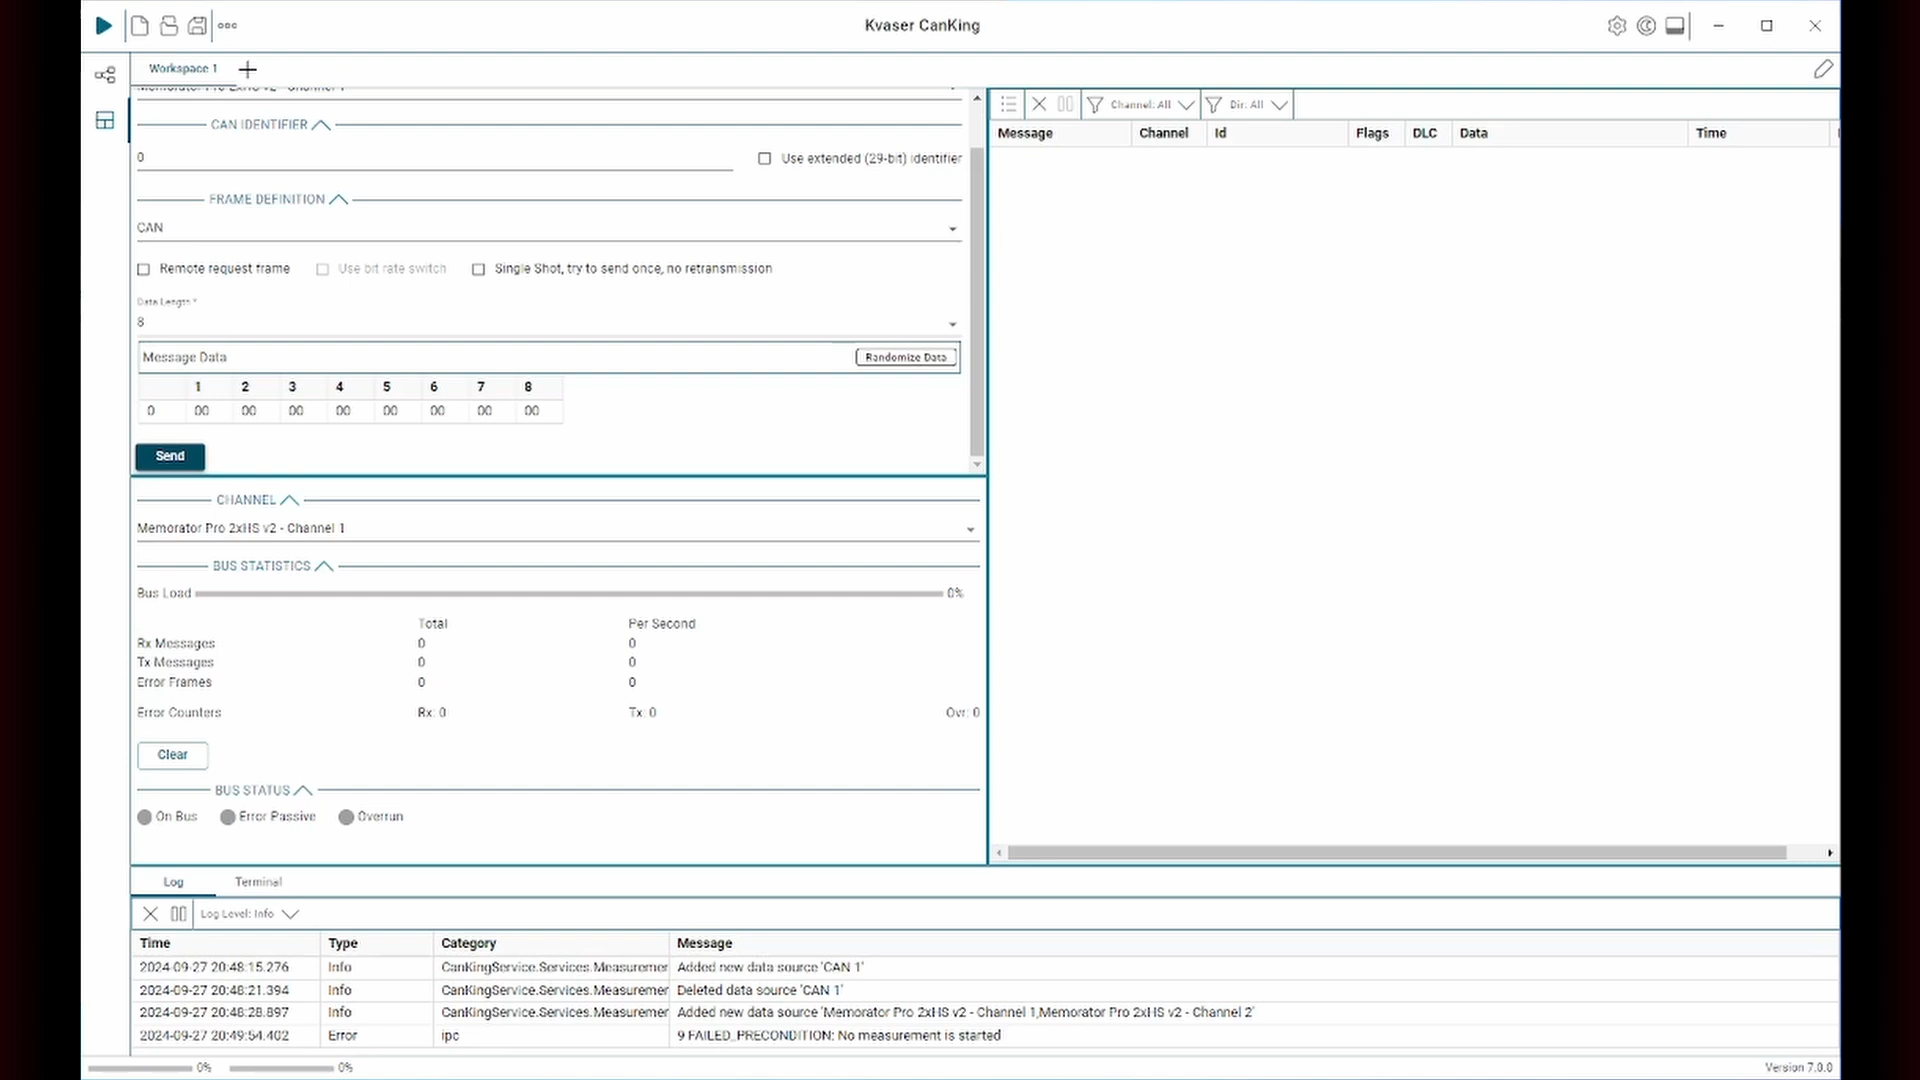 Kvaser CanKing
Workspace 1
Memorator Pro 2xHS v2 - Channel 1
CAN IDENTIFIER
0
Use extended (29-bit) identifier
FRAME DEFINITION
CAN
Remote request frame
Use bit rate switch
Single Shot, try to send once, no retransmission
Data Length *
8
Message Data
Randomize Data
1 2 3 4 5 6 7 8
0 00 00 00 00 00 00 00 00
Send
CHANNEL
Memorator Pro 2xHS v2 - Channel 1
BUS STATISTICS
Bus Load 0%
Total Per Second
Rx Messages 0 0
Tx Messages 0 0
Error Frames 0 0
Error Counters Rx: 0 Tx: 0 Ovr: 0
Clear
BUS STATUS
On Bus Error Passive Overrun
Channel: All Dir: All
Message Channel Id Flags DLC Data Time
Log Terminal
Log Level: Info
Time Type Category Message
2024-09-27 20:48:15.276 Info CanKingService.Services.Measuremer Added new data source 'CAN 1'
2024-09-27 20:48:21.394 Info CanKingService.Services.Measuremer Deleted data source 'CAN 1'
2024-09-27 20:48:28.897 Info CanKingService.Services.Measuremer Added new data source 'Memorator Pro 2xHS v2 - Channel 1,Memorator Pro 2xHS v2 - Channel 2'
2024-09-27 20:49:54.402 Error ipc 9 FAILED_PRECONDITION: No measurement is started
0% 0%
Version 7.0.0